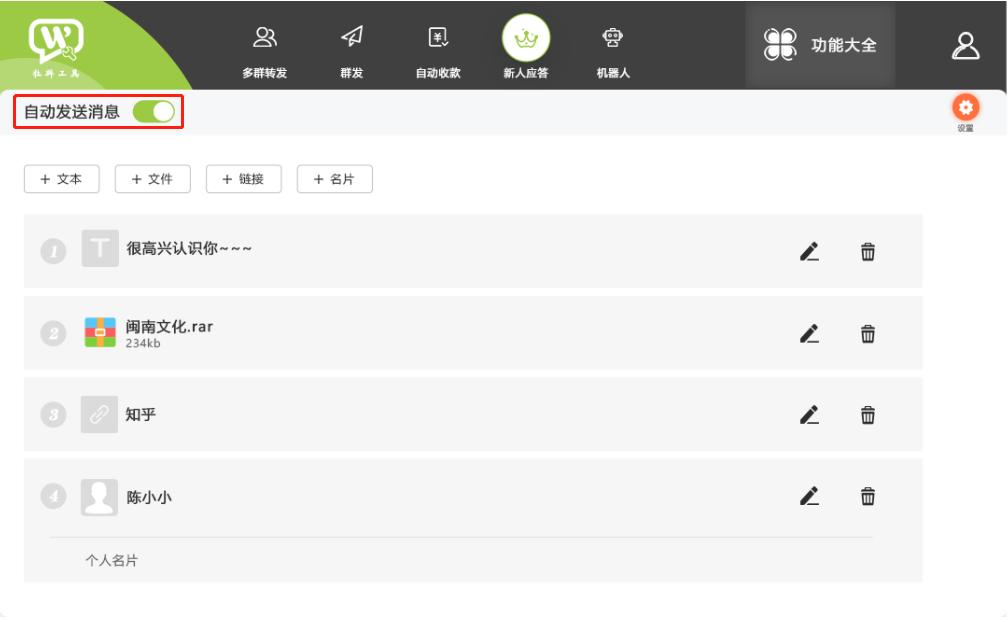 W
社群工具
多群转发
群发
自动收款
新人应答
机器人
功能大全
自动发送消息
设置
+ 文本
+ 文件
+ 链接
+ 名片
1
T
很高兴认识你~~~
2
闽南文化.rar
234kb
3
知乎
4
陈小小
个人名片